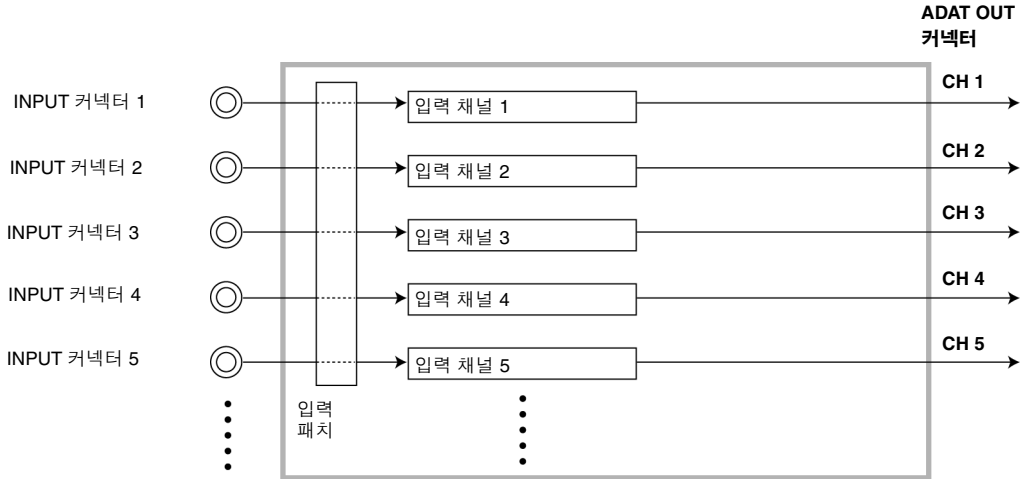 ADAT OUT
커넥터
INPUT 커넥터 1
입력 채널 1
CH 1
INPUT 커넥터 2
입력 채널 2
CH 2
INPUT 커넥터 3
입력 채널 3
CH 3
INPUT 커넥터 4
입력 채널 4
CH 4
INPUT 커넥터 5
입력 채널 5
CH 5
입력
패치